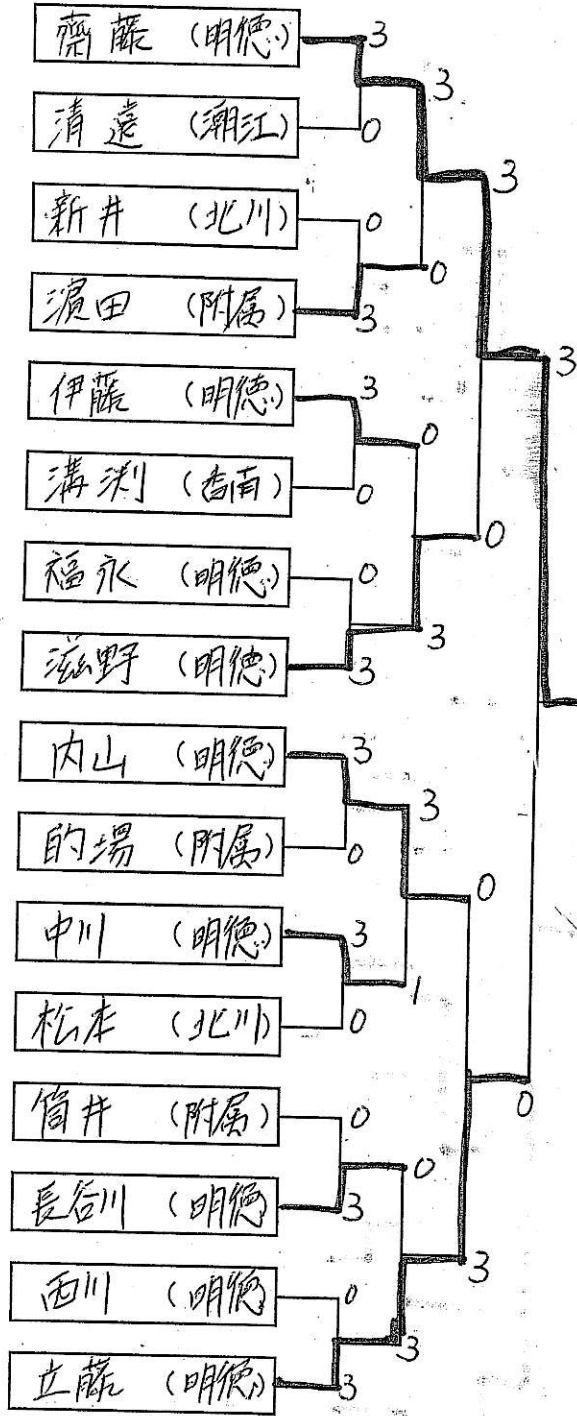 齋藤 (明徳) 3
3
清遠 (潮江) 0
3
新井 (北川) 0
0
濵田 (附属) 3
3
伊藤 (明徳) 3
0
溝渕 (香南) 0
0
福永 (明徳) 0
3
滋野 (明徳) 3
内山 (明徳) 3
3
的場 (附属) 0
0
中川 (明徳) 3
1
松本 (北川) 0
0
筒井 (附属) 0
0
長谷川 (明徳) 3
3
西川 (明徳) 0
3
立藤 (明徳) 3